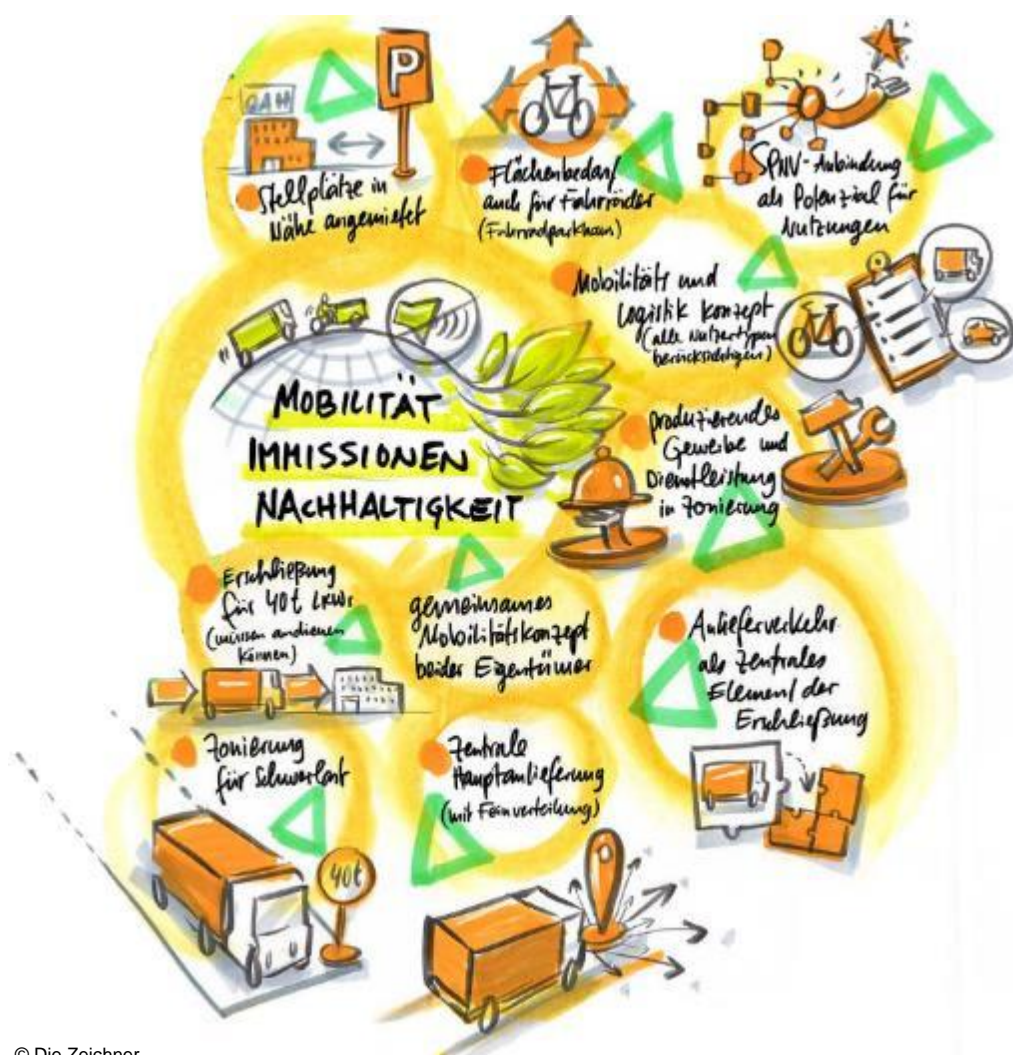 P
GAH
Stellplätze in
Nähe angemietet
Flächenbedarf
auch für Fahrräder
(Fahrradparkhaus)
SPNV-Anbindung
als Potenzial für
Nutzungen
Mobilitäts und
Logistik konzept
(alle Nutzertypen
berücksichtigen)
MOBILITÄT
IMMISSIONEN
NACHHALTIGKEIT
produzierendes
Gewerbe und
Dienstleistung
in Zonierung
Erschließung
für 40t LKWs
(müssen andienen
können)
gemeinsames
Mobilitätskonzept
beider Eigentümer
Anlieferverkehr
als zentrales
Element der
Erschließung
Zonierung
für Schwerlast
40t
Zentrale
Hauptanlieferung
(mit Feinverteilung)
© Die Zeichner